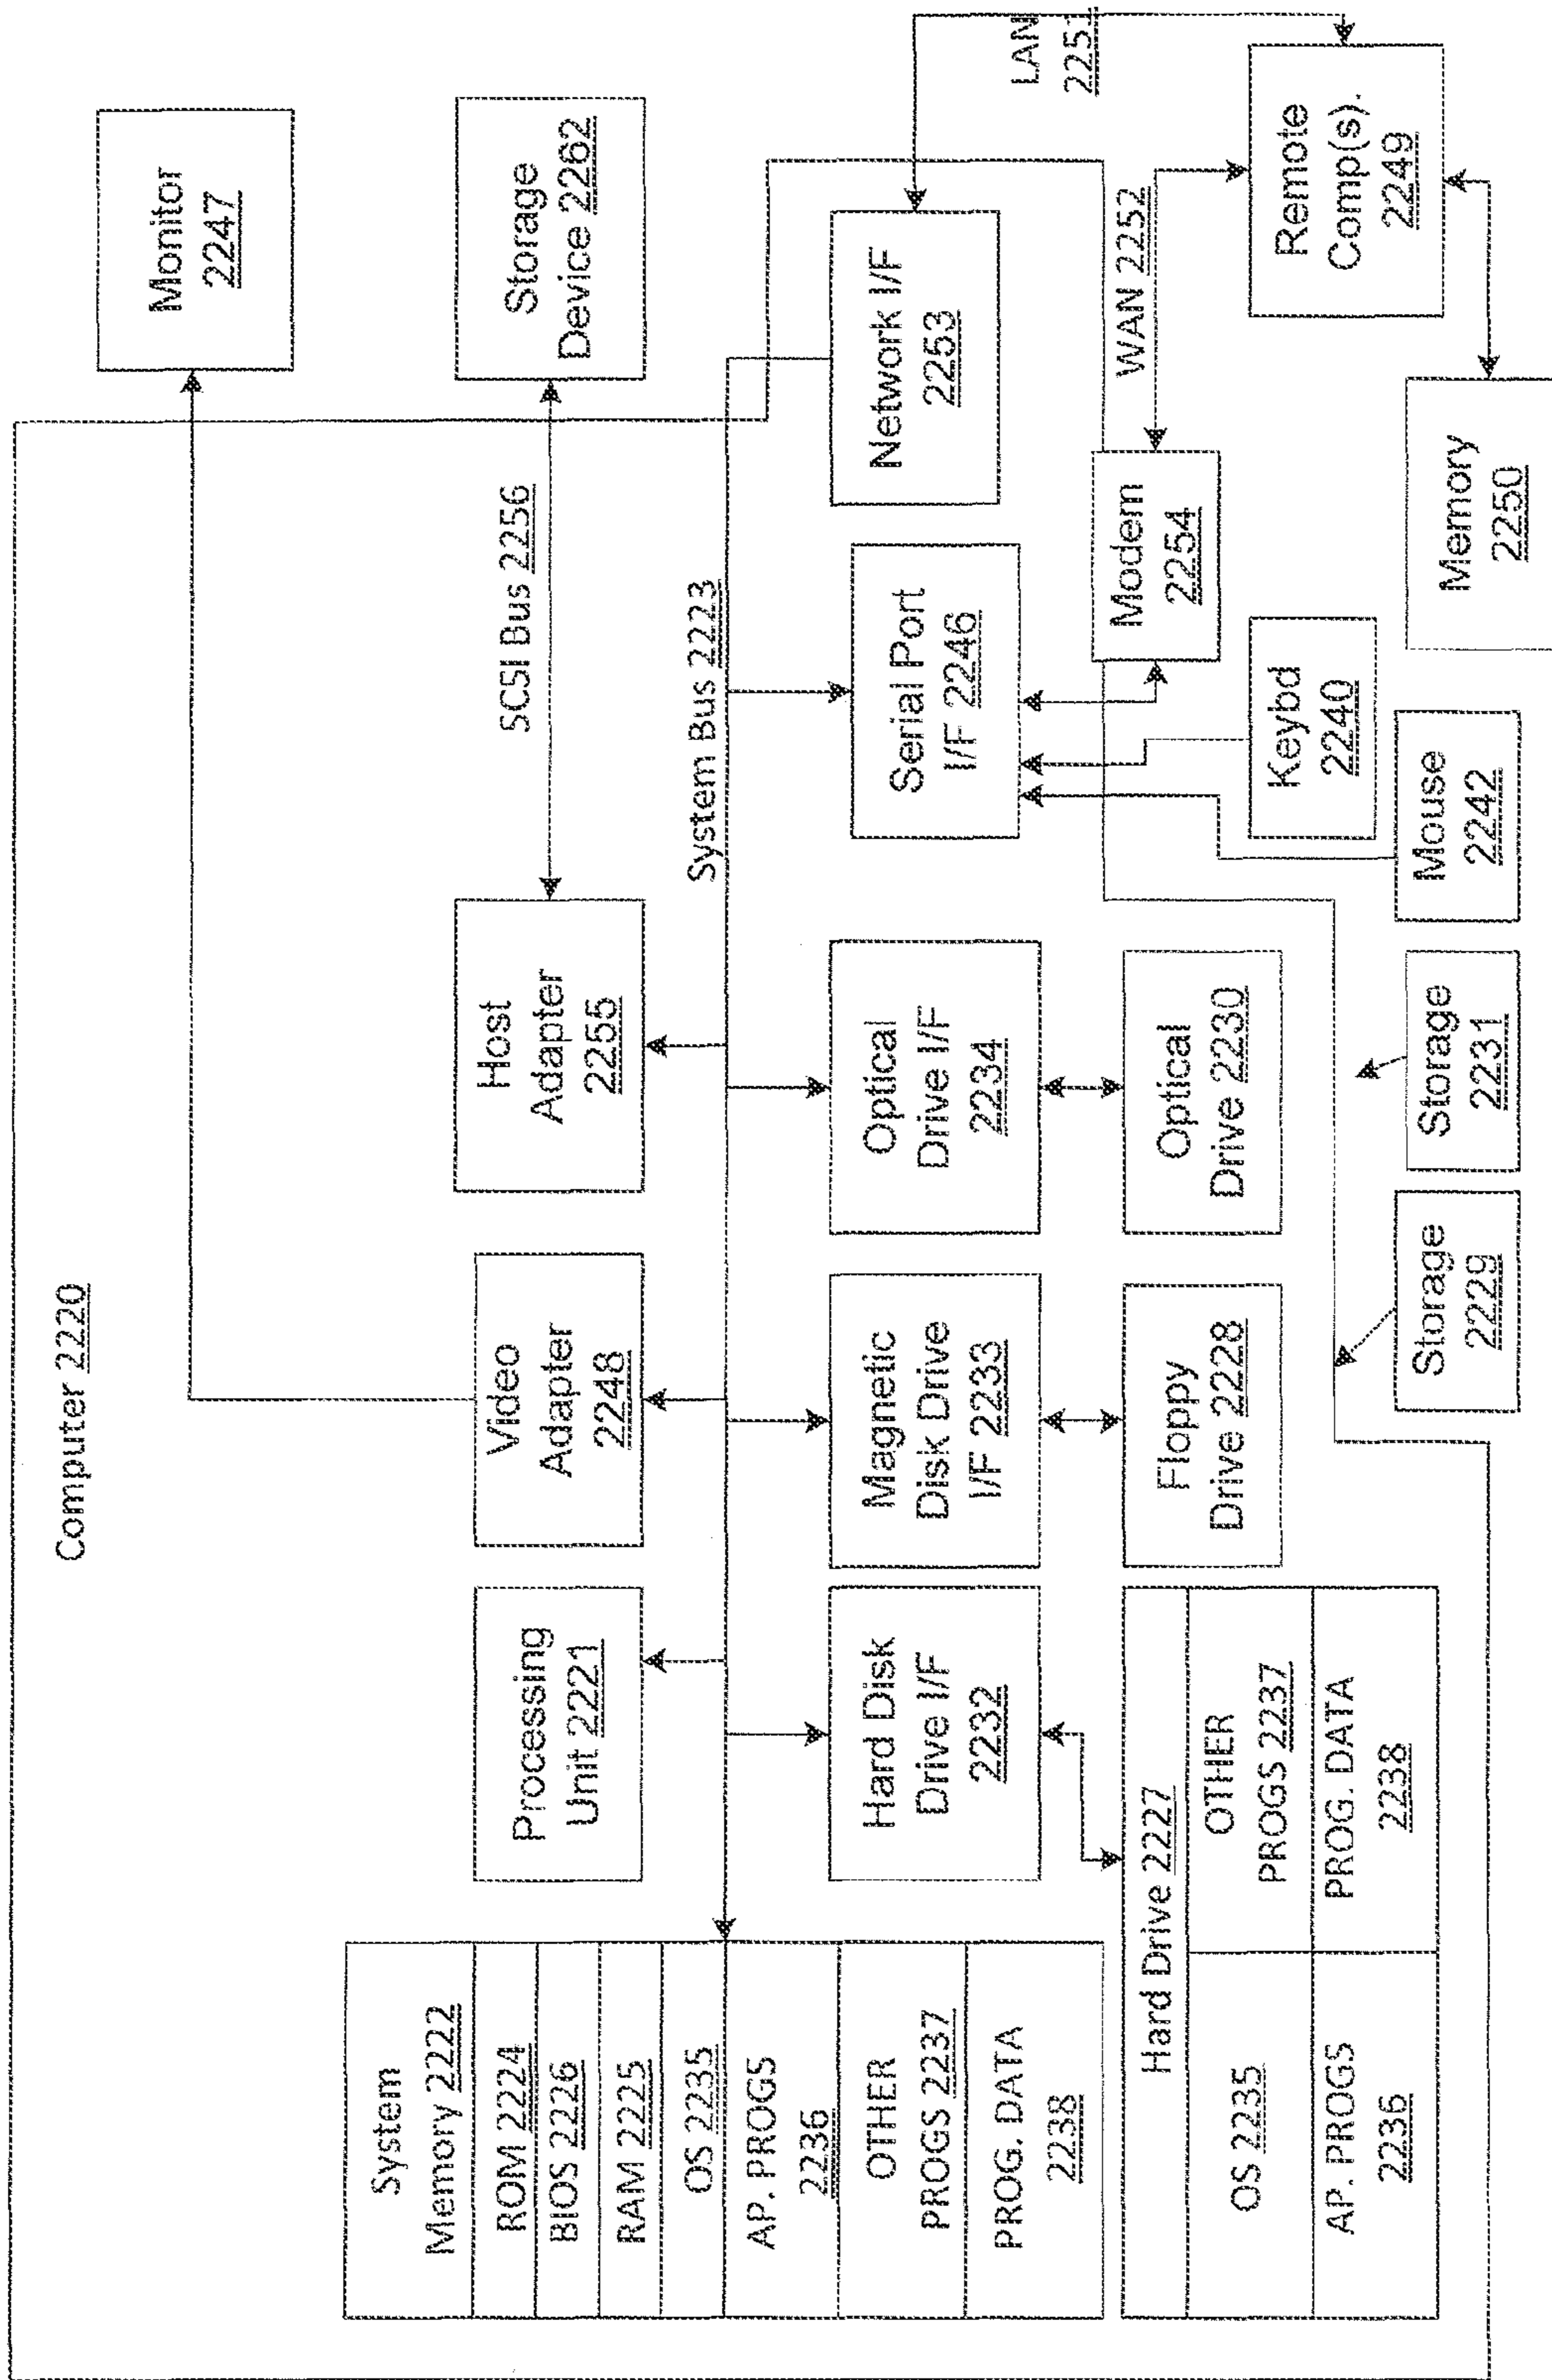 Computer 2220
Monitor
2247
System
Memory 2222
ROM 2224
BIOS 2226
RAM 2225
OS 2235
AP. PROGS
2236
OTHER
PROGS 2237
PROG. DATA
2238
Processing
Unit 2221
Video
Adapter
2248
Host
Adapter
2255
SCSI Bus 2256
Storage
Device 2262
System Bus 2223
Hard Disk
Drive I/F
2232
Magnetic
Disk Drive
I/F 2233
Optical
Drive I/F
2234
Serial Port
I/F 2246
Network I/F
2253
LAN
2251
Hard Drive 2227
OS 2235
OTHER
PROGS 2237
AP. PROGS
2236
PROG. DATA
2238
Floppy
Drive 2228
Optical
Drive 2230
Modem
2254
WAN 2252
Remote
Comp(s).
2249
Keybd
2240
Storage
2229
Storage
2231
Mouse
2242
Memory
2250